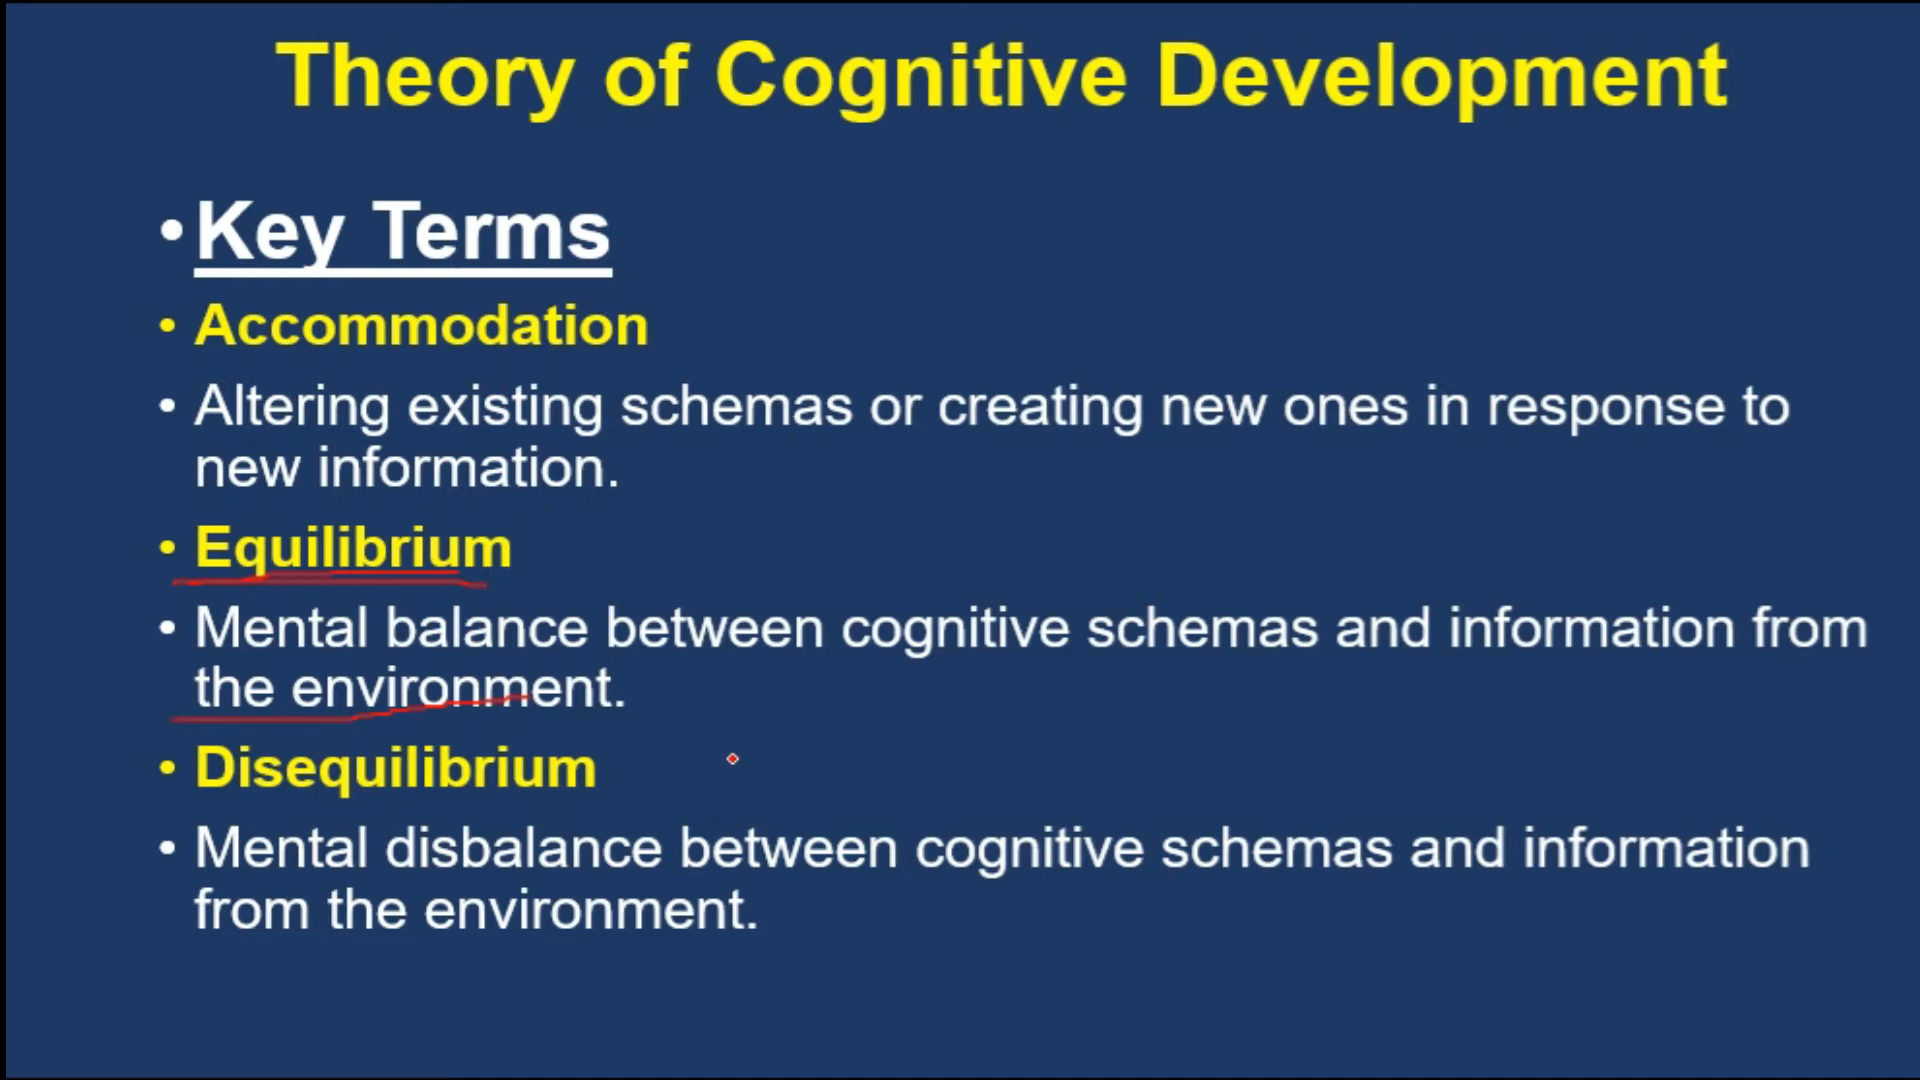 Theory of Cognitive Development
•Key Terms
• Accommodation
• Altering existing schemas or creating new ones in response to
new information.
• Equilibrium
• Mental balance between cognitive schemas and information from
the environment.
• Disequilibrium
• Mental disbalance between cognitive schemas and information
from the environment.